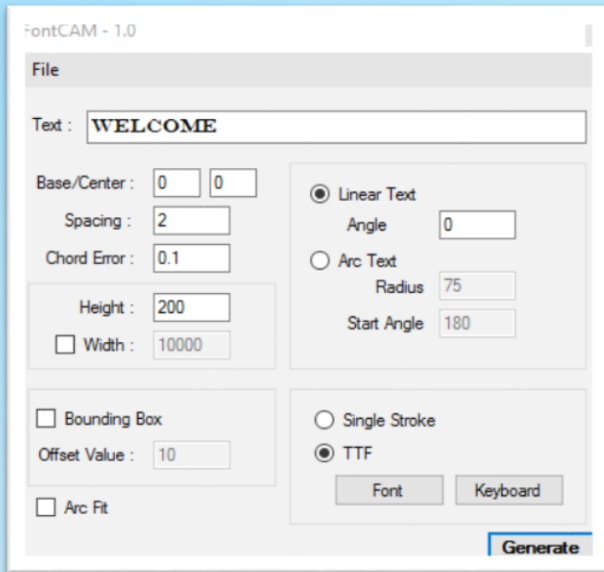 FontCAM - 1.0
File
Text : WELCOME
Base/Center : 0 0
Spacing : 2
Chord Error : 0.1
Height : 200
Width : 10000
Linear Text
Angle 0
Arc Text
Radius 75
Start Angle 180
Bounding Box
Offset Value : 10
Arc Fit
Single Stroke
TTF
Font Keyboard
Generate